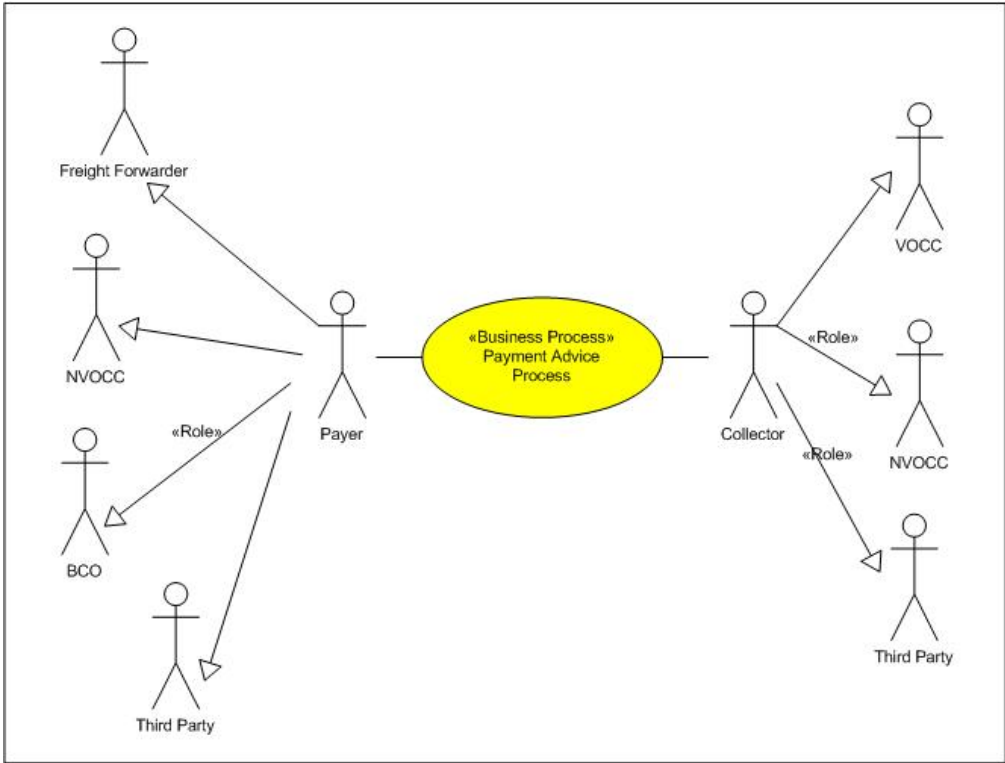 Freight Forwarder
NVOCC
«Role»
BCO
Third Party
Payer
«Business Process»
Payment Advice
Process
Collector
VOCC
«Role»
NVOCC
«Role»
Third Party